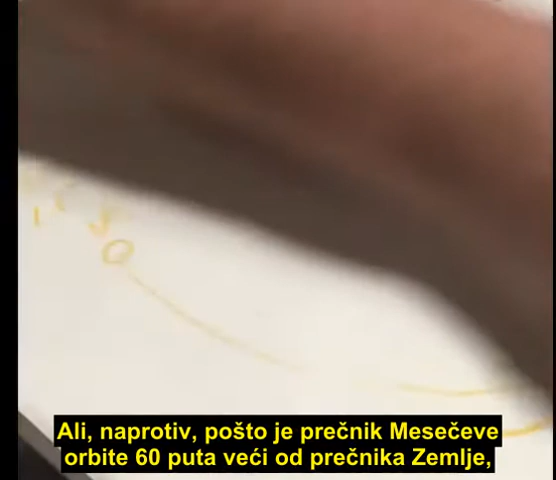 Ali, naprotiv, pošto je prečnik Mesečeve
orbite 60 puta veći od prečnika Zemlje,